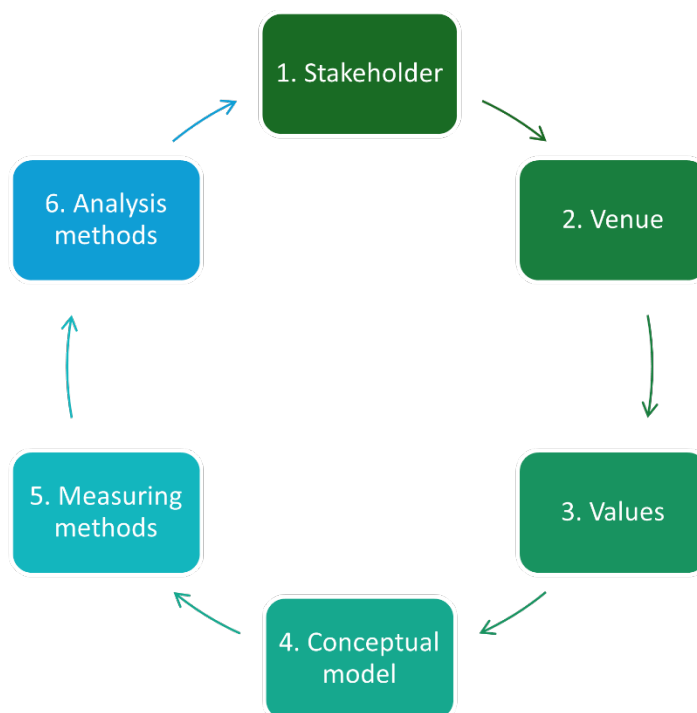 1. Stakeholder
2. Venue
3. Values
4. Conceptual
model
5. Measuring
methods
6. Analysis
methods